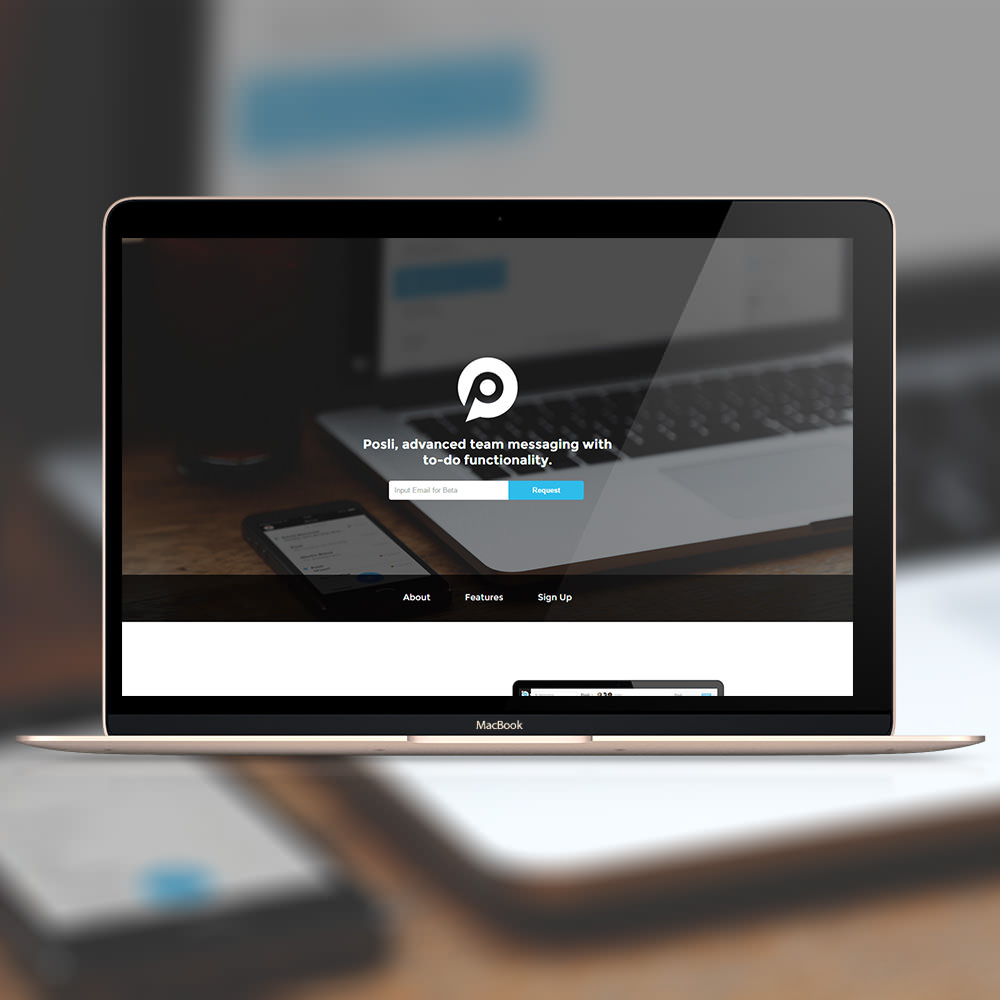 Posli, advanced team messaging with
to-do functionality.
Input Email for Beta
Request
About
Features
Sign Up
MacBook